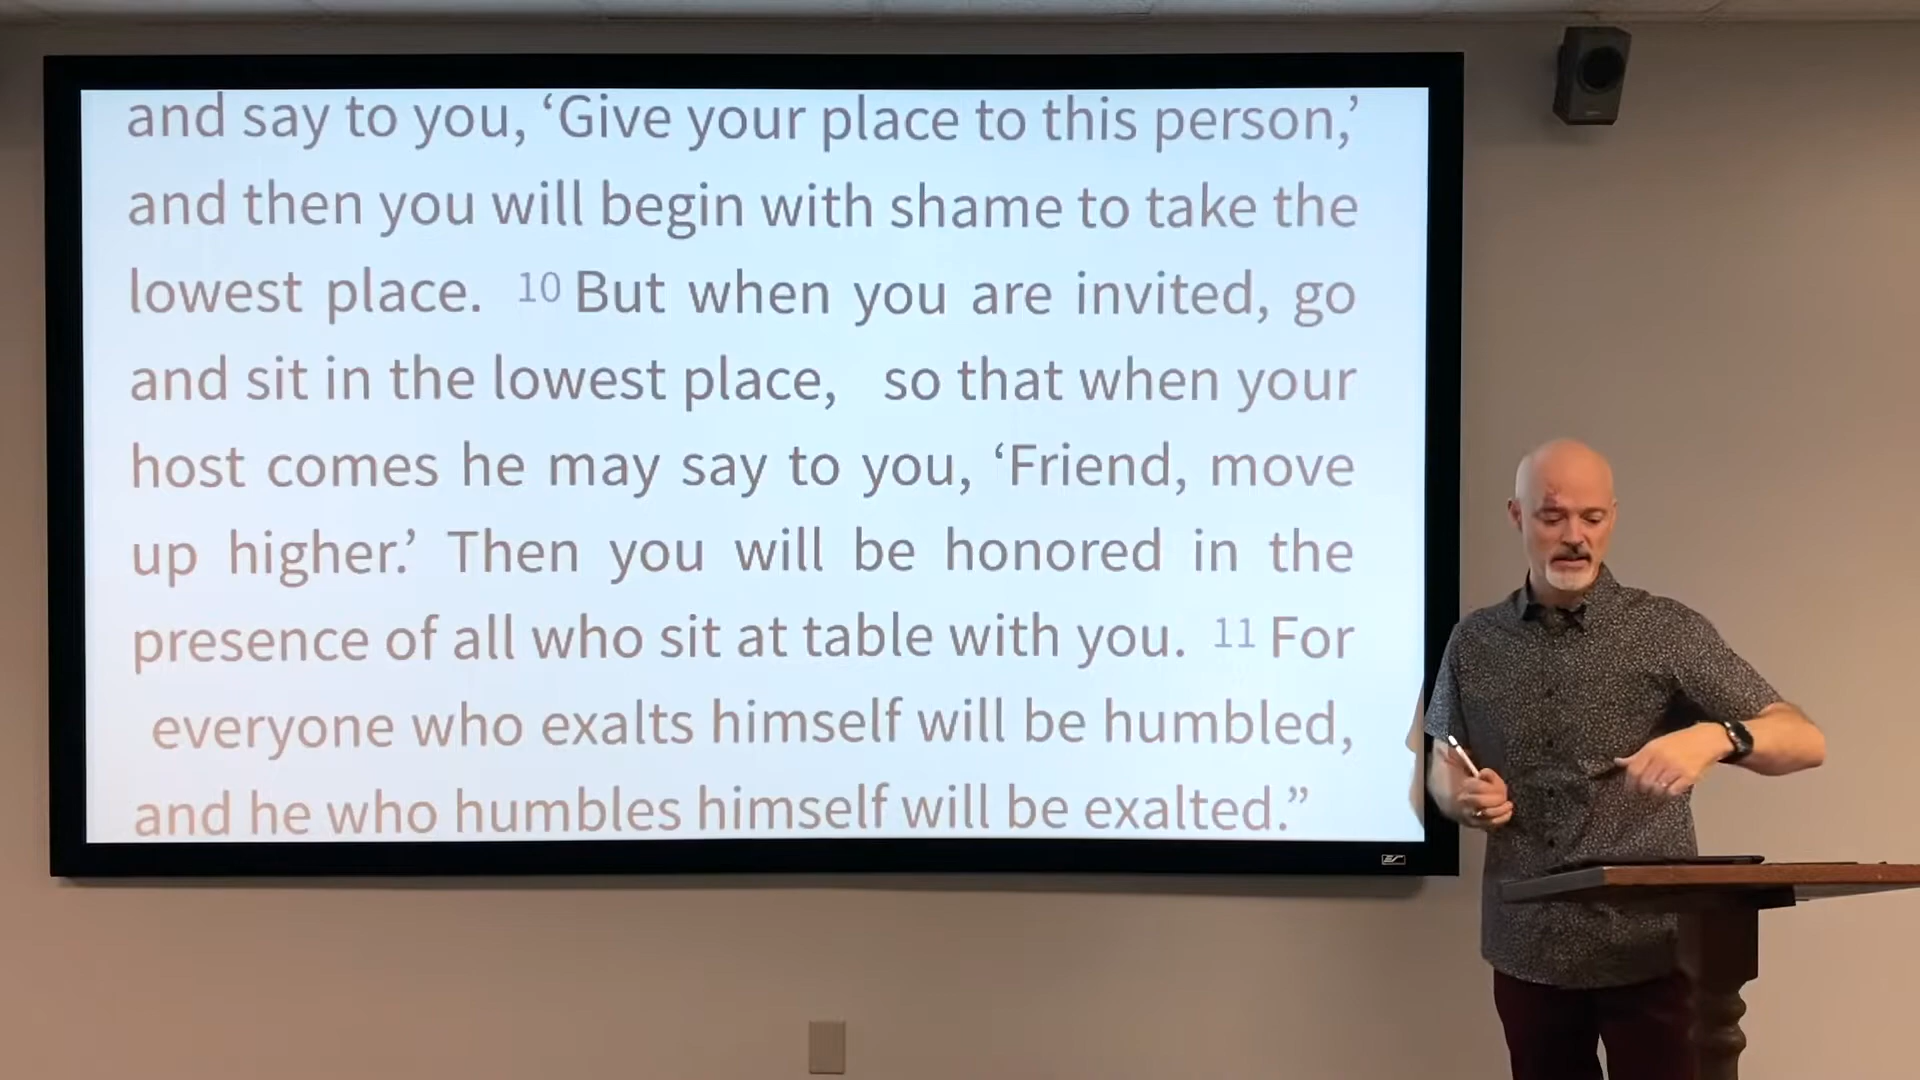 and say to you, ‘Give your place to this person,’
and then you will begin with shame to take the
lowest place. 10 But when you are invited, go
and sit in the lowest place, so that when your
host comes he may say to you, ‘Friend, move
up higher.’ Then you will be honored in the
presence of all who sit at table with you. 11 For
everyone who exalts himself will be humbled,
and he who humbles himself will be exalted.”